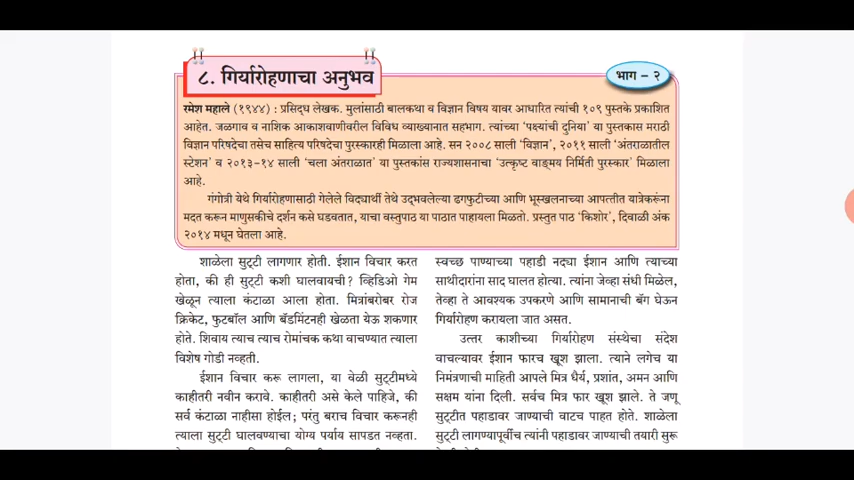 ८. गिर्यारोहणाचा अनुभव
भाग - २
रमेश महाले (१९४४) : प्रसिद्ध लेखक. मुलांसाठी बालकथा व विज्ञान विषय यावर आधारित त्यांची १०९ पुस्तके प्रकाशित
आहेत. जळगाव व नाशिक आकाशवाणीवरील विविध व्याख्यानात सहभाग. त्यांच्या 'पक्ष्यांची दुनिया' या पुस्तकास मराठी
विज्ञान परिषदेचा तसेच साहित्य परिषदेचा पुरस्कारही मिळाला आहे. सन २००८ साली 'विज्ञान', २०११ साली 'अंतराळातील
स्टेशन' व २०१३-१४ साली 'चला अंतराळात' या पुस्तकांस राज्यशासनाचा 'उत्कृष्ट वाङ्मय निर्मिती पुरस्कार' मिळाला
आहे.
गंगोत्री येथे गिर्यारोहणासाठी गेलेले विद्यार्थी तेथे उद्भवलेल्या ढगफुटीच्या आणि भूस्खलनाच्या आपत्तीत यात्रेकरूंना
मदत करून माणुसकीचे दर्शन कसे घडवतात, याचा वस्तुपाठ या पाठात पाहायला मिळतो. प्रस्तुत पाठ 'किशोर', दिवाळी अंक
२०१४ मधून घेतला आहे.
शाळेला सुट्टी लागणार होती. ईशान विचार करत
होता, की ही सुट्टी कशी घालवायची? व्हिडिओ गेम
खेळून त्याला कंटाळा आला होता. मित्रांबरोबर रोज
क्रिकेट, फुटबॉल आणि बॅडमिंटनही खेळता येऊ शकणार
होते. शिवाय त्याच त्याच रोमांचक कथा वाचण्यात त्याला
विशेष गोडी नव्हती.
ईशान विचार करू लागला, या वेळी सुट्टीमध्ये
काहीतरी नवीन करावे. काहीतरी असे केले पाहिजे, की
सर्व कंटाळा नाहीसा होईल; परंतु बराच विचार करूनही
त्याला सुट्टी घालवण्याचा योग्य पर्याय सापडत नव्हता.
स्वच्छ पाण्याच्या पहाडी नद्या ईशान आणि त्याच्या
साथीदारांना साद घालत होत्या. त्यांना जेव्हा संधी मिळेल,
तेव्हा ते आवश्यक उपकरणे आणि सामानाची बॅग घेऊन
गिर्यारोहण करायला जात असत.
उत्तर काशीच्या गिर्यारोहण संस्थेचा संदेश
वाचल्यावर ईशान फारच खूश झाला. त्याने लगेच या
निमंत्रणाची माहिती आपले मित्र धैर्य, प्रशांत, अमन आणि
सक्षम यांना दिली. सर्वच मित्र फार खूश झाले. ते जणू
सुट्टीत पहाडावर जाण्याची वाटच पाहत होते. शाळेला
सुट्टी लागण्यापूर्वीच त्यांनी पहाडावर जाण्याची तयारी सुरू